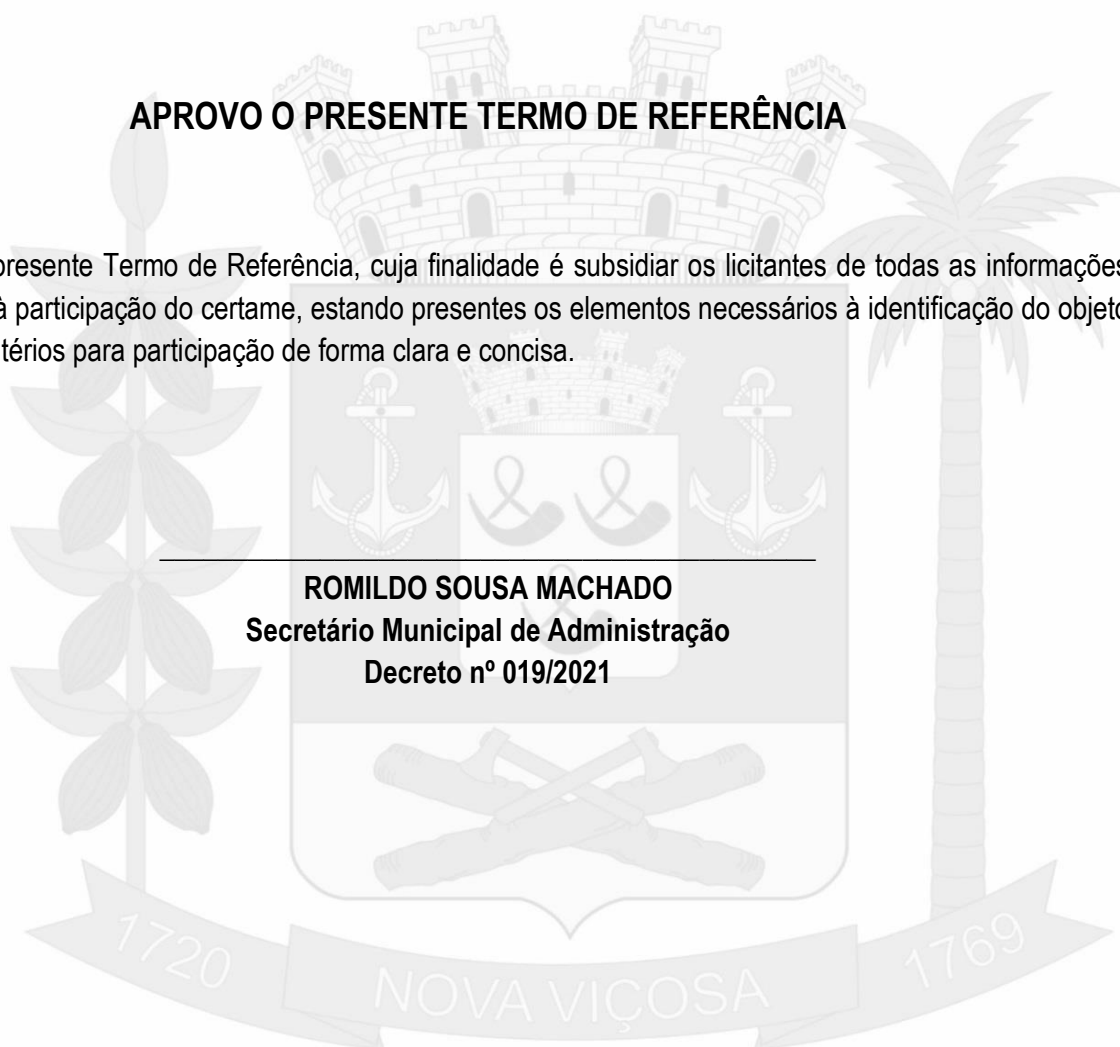 APROVO O PRESENTE TERMO DE REFERÊNCIA
presente Termo de Referência, cuja finalidade é subsidiar os licitantes de todas as informações
à participação do certame, estando presentes os elementos necessários à identificação do objeto
térios para participação de forma clara e concisa.
ROMILDO SOUSA MACHADO
Secretário Municipal de Administração
Decreto nº 019/2021
1720 NOVA VIÇOSA 1769